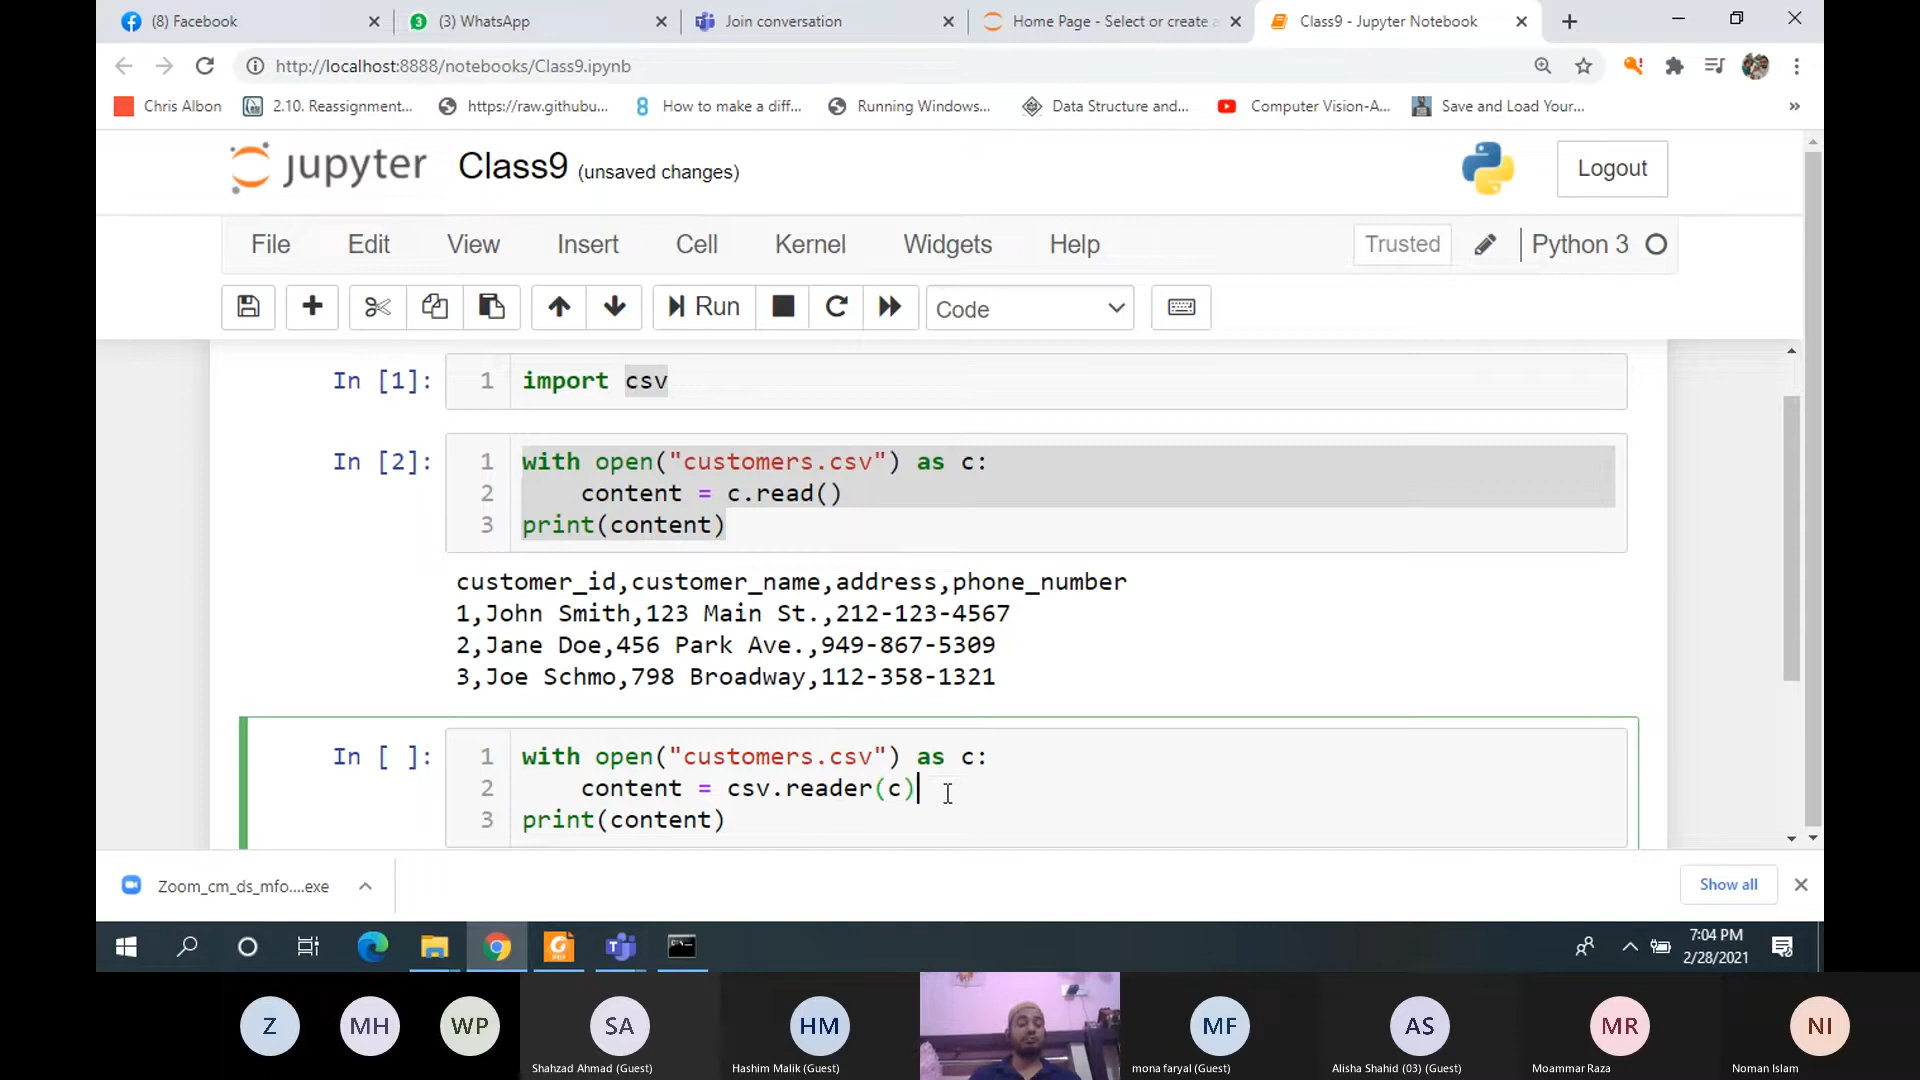 (8) Facebook
(3) WhatsApp
Join conversation
Home Page - Select or create a
Class9 - Jupyter Notebook
http://localhost:8888/notebooks/Class9.ipynb
Chris Albon
2.10. Reassignment...
https://raw.githubu...
8 How to make a diff...
Running Windows...
Data Structure and...
Computer Vision-A...
Save and Load Your...
»
jupyter Class9 (unsaved changes)
Logout
File Edit View Insert Cell Kernel Widgets Help
Trusted
Python 3
Run
Code
In [1]:
1 import csv
In [2]:
1 with open("customers.csv") as c:
2 content = c.read()
3 print(content)
customer_id,customer_name,address,phone_number
1,John Smith,123 Main St.,212-123-4567
2,Jane Doe,456 Park Ave.,949-867-5309
3,Joe Schmo,798 Broadway,112-358-1321
In [ ]:
1 with open("customers.csv") as c:
2 content = csv.reader(c)
3 print(content)
Zoom_cm_ds_mfo....exe
Show all
7:04 PM
2/28/2021
Z
MH
WP
SA
HM
MF
AS
MR
NI
Shahzad Ahmad (Guest)
Hashim Malik (Guest)
mona faryal (Guest)
Alisha Shahid (03) (Guest)
Moammar Raza
Noman Islam